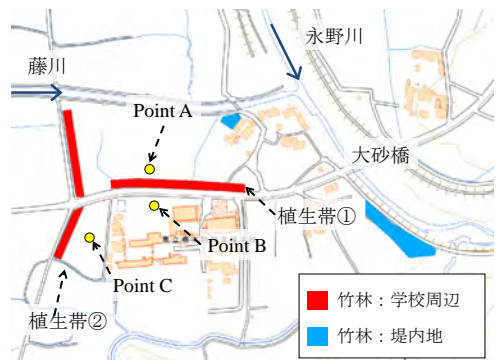 永野川
藤川
Point A
大砂橋
植生帯①
Point B
Point C
植生帯②
竹林：学校周辺
竹林：堤内地